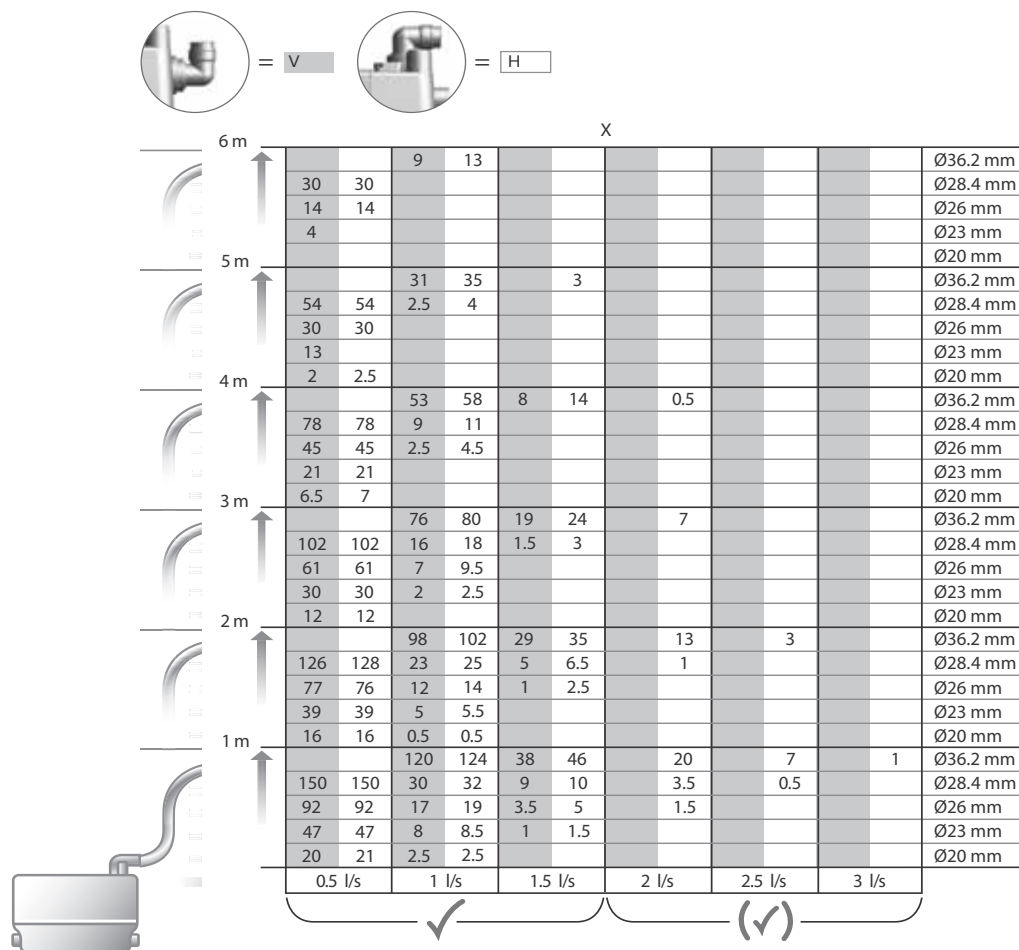 = V = H
X
6 m
9 13 Ø36.2 mm
30 30 Ø28.4 mm
14 14 Ø26 mm
4 Ø23 mm
Ø20 mm
5 m
31 35 3 Ø36.2 mm
54 54 2.5 4 Ø28.4 mm
30 30 Ø26 mm
13 Ø23 mm
2 2.5 Ø20 mm
4 m
53 58 8 14 0.5 Ø36.2 mm
78 78 9 11 Ø28.4 mm
45 45 2.5 4.5 Ø26 mm
21 21 Ø23 mm
6.5 7 Ø20 mm
3 m
76 80 19 24 7 Ø36.2 mm
102 102 16 18 1.5 3 Ø28.4 mm
61 61 7 9.5 Ø26 mm
30 30 2 2.5 Ø23 mm
12 12 Ø20 mm
2 m
98 102 29 35 13 3 Ø36.2 mm
126 128 23 25 5 6.5 1 Ø28.4 mm
77 76 12 14 1 2.5 Ø26 mm
39 39 5 5.5 Ø23 mm
16 16 0.5 0.5 Ø20 mm
1 m
120 124 38 46 20 7 1 Ø36.2 mm
150 150 30 32 9 10 3.5 0.5 Ø28.4 mm
92 92 17 19 3.5 5 1.5 Ø26 mm
47 47 8 8.5 1 1.5 Ø23 mm
20 21 2.5 2.5 Ø20 mm
0.5 l/s 1 l/s 1.5 l/s 2 l/s 2.5 l/s 3 l/s
✓ (✓)